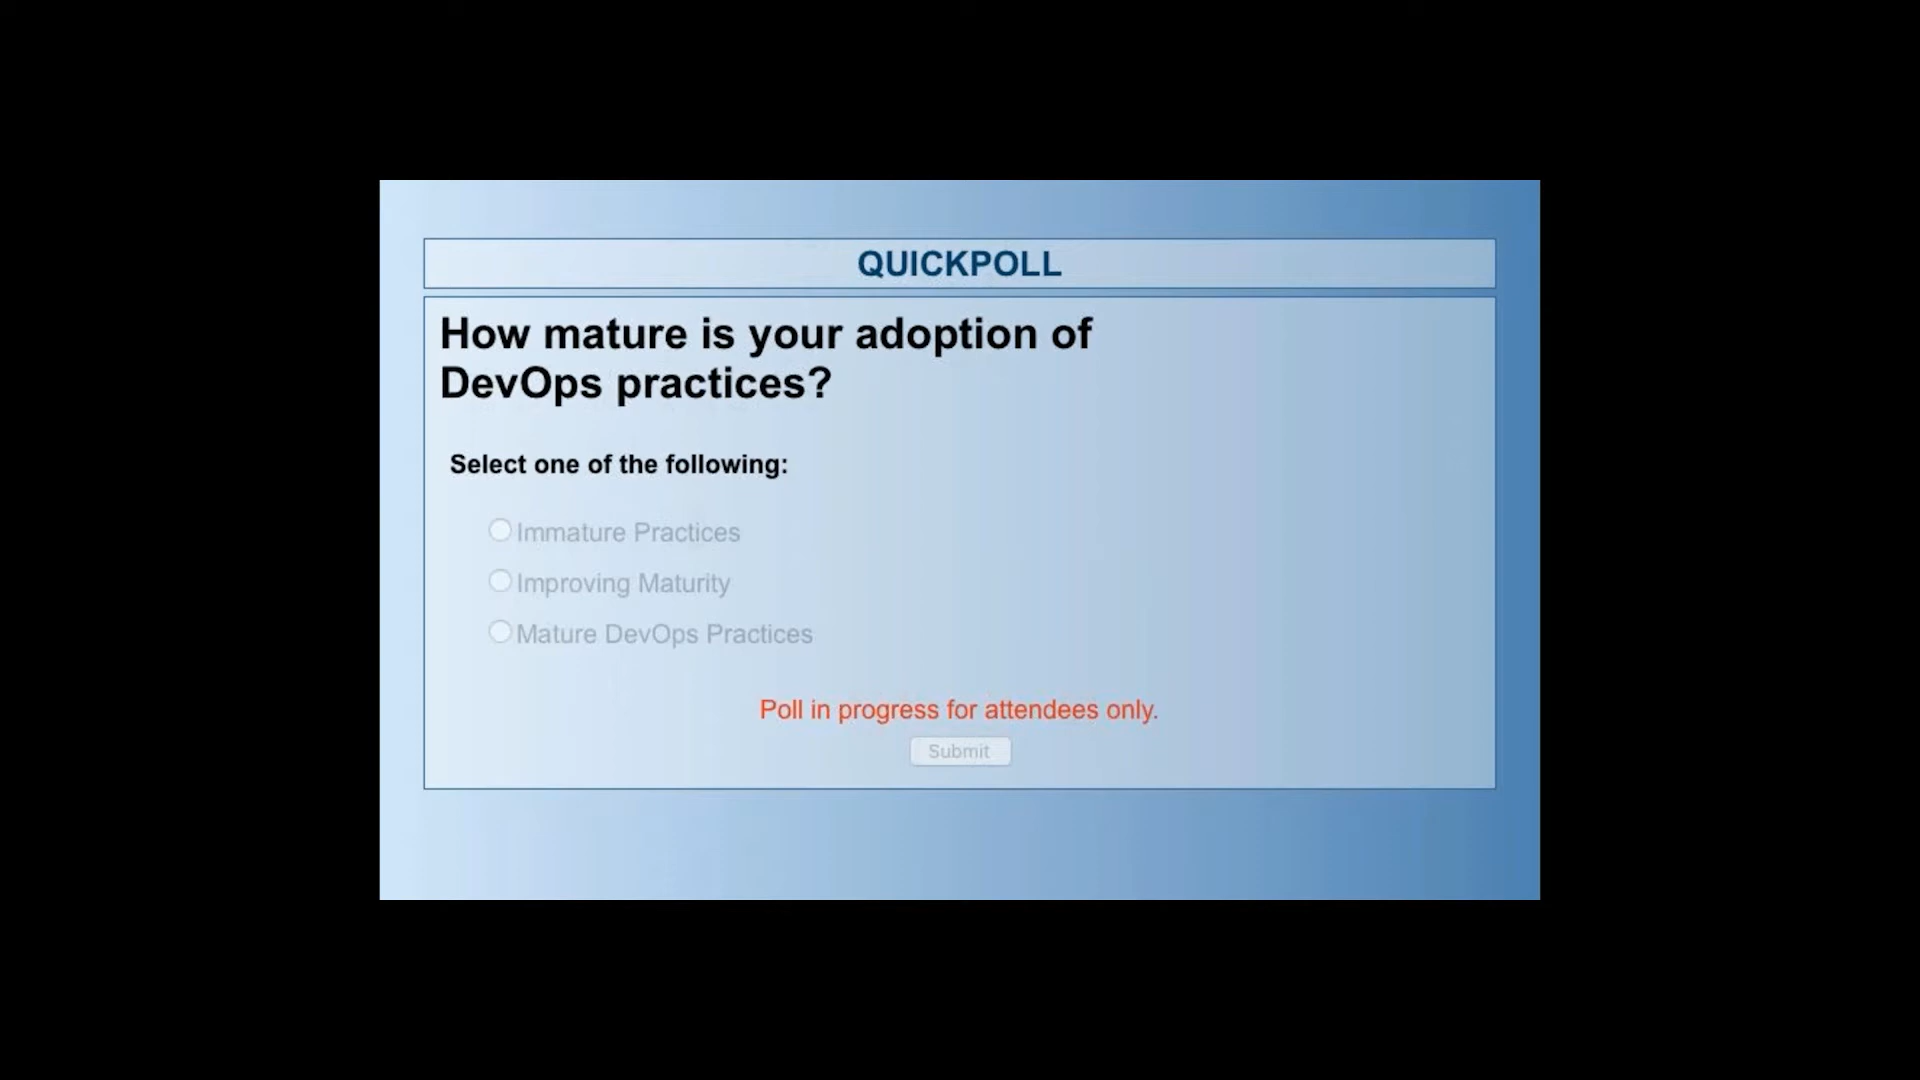 QUICKPOLL
How mature is your adoption of
DevOps practices?
Select one of the following:
Immature Practices
Improving Maturity
Mature DevOps Practices
Poll in progress for attendees only.
Submit